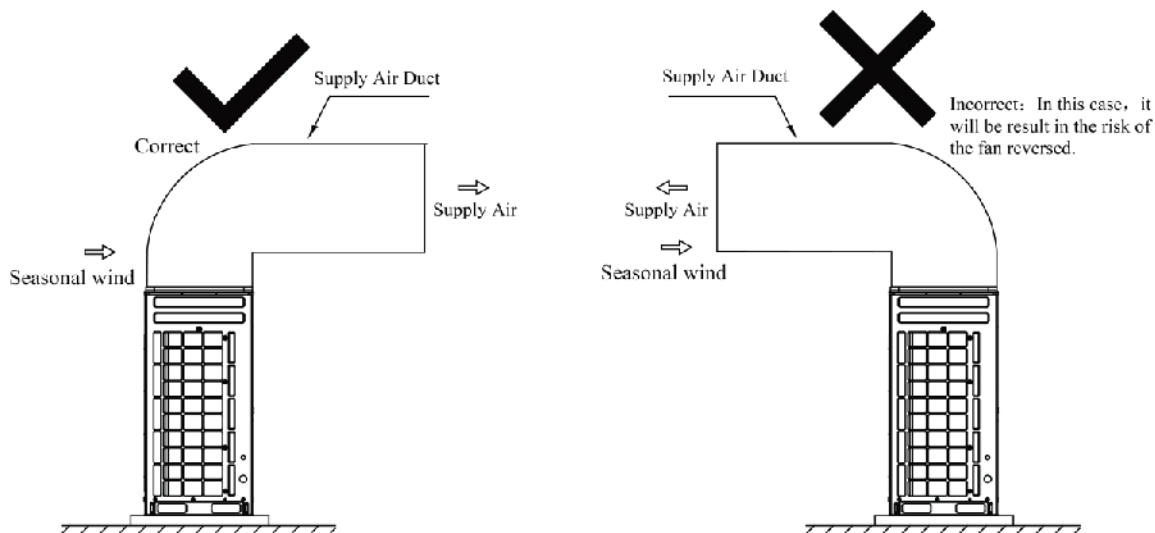 Supply Air Duct
Correct
Supply Air
Seasonal wind
Supply Air Duct
Incorrect: In this case, it
will be result in the risk of
the fan reversed.
Supply Air
Seasonal wind